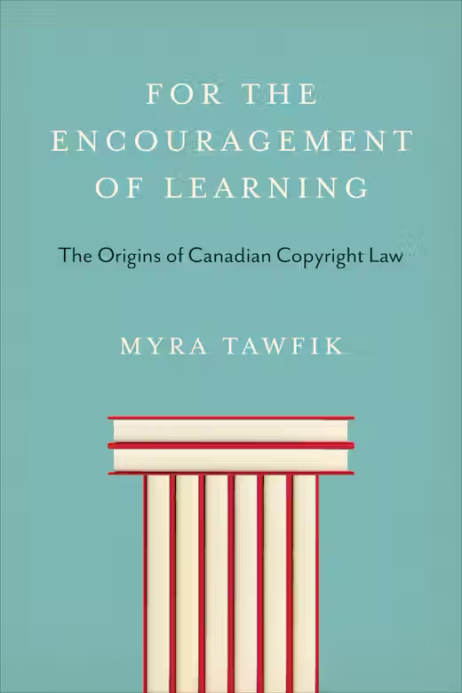 FOR THE
ENCOURAGEMENT
OF LEARNING
The Origins of Canadian Copyright Law
MYRA TAWFIK